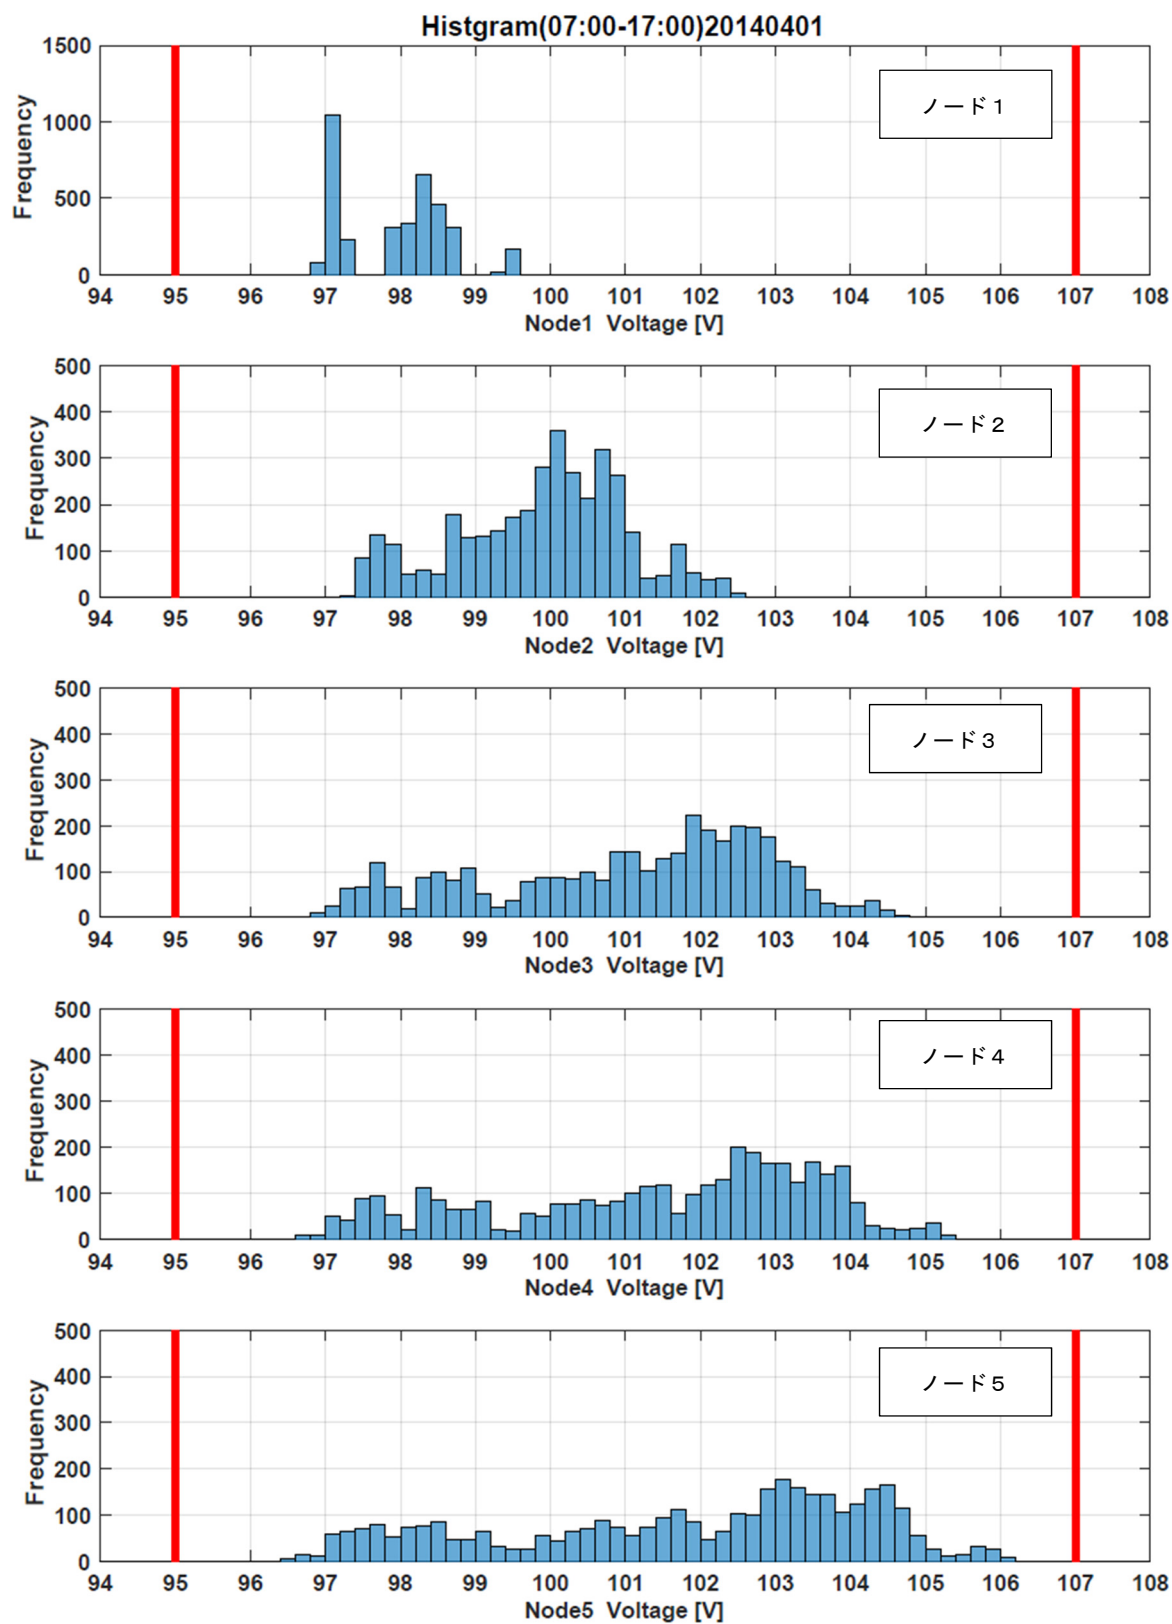 Histgram(07:00-17:00)20140401
1500
1000
500
0
Frequency
ノード１
94 95 96 97 98 99 100 101 102 103 104 105 106 107 108
Node1 Voltage [V]
500
400
300
200
100
0
Frequency
ノード２
94 95 96 97 98 99 100 101 102 103 104 105 106 107 108
Node2 Voltage [V]
500
400
300
200
100
0
Frequency
ノード３
94 95 96 97 98 99 100 101 102 103 104 105 106 107 108
Node3 Voltage [V]
500
400
300
200
100
0
Frequency
ノード４
94 95 96 97 98 99 100 101 102 103 104 105 106 107 108
Node4 Voltage [V]
500
400
300
200
100
0
Frequency
ノード５
94 95 96 97 98 99 100 101 102 103 104 105 106 107 108
Node5 Voltage [V]